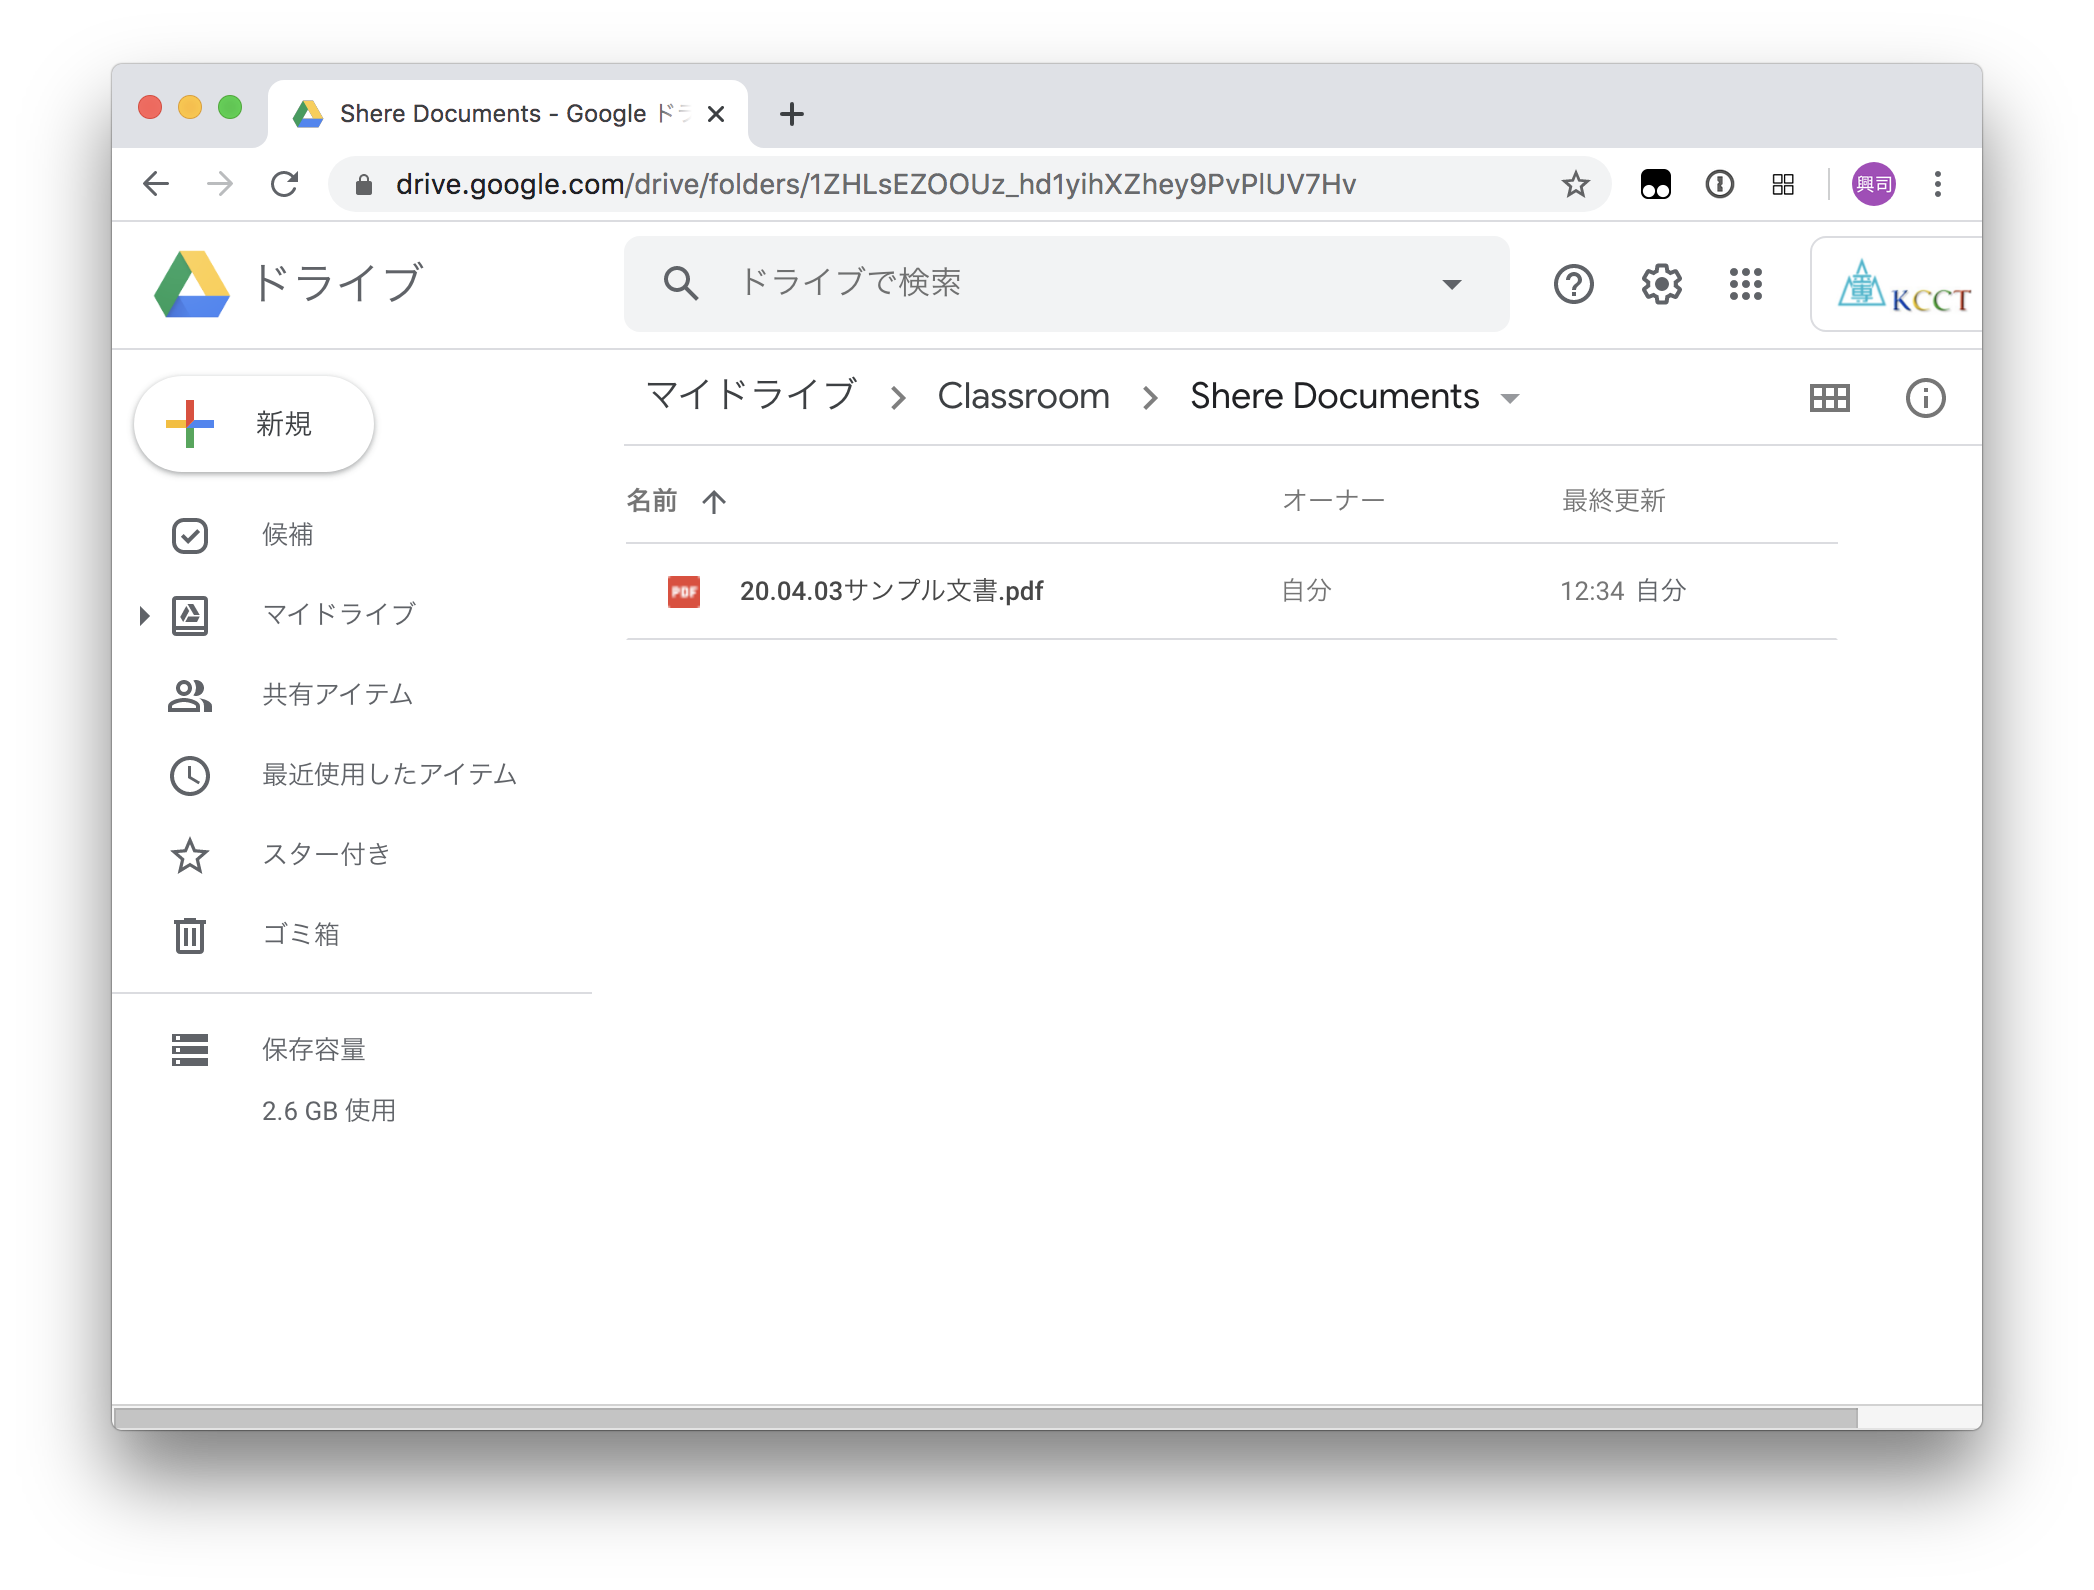 Shere Documents - Google ドラ
drive.google.com/drive/folders/1ZHLsEZOOUz_hd1yihXZhey9PvPlUV7Hv
興司
ドライブ
ドライブで検索
KCCT
新規
マイドライブ
Classroom
Shere Documents
名前
オーナー
最終更新
PDF
20.04.03サンプル文書.pdf
自分
12:34 自分
候補
マイドライブ
共有アイテム
最近使用したアイテム
スター付き
ゴミ箱
保存容量
2.6 GB 使用